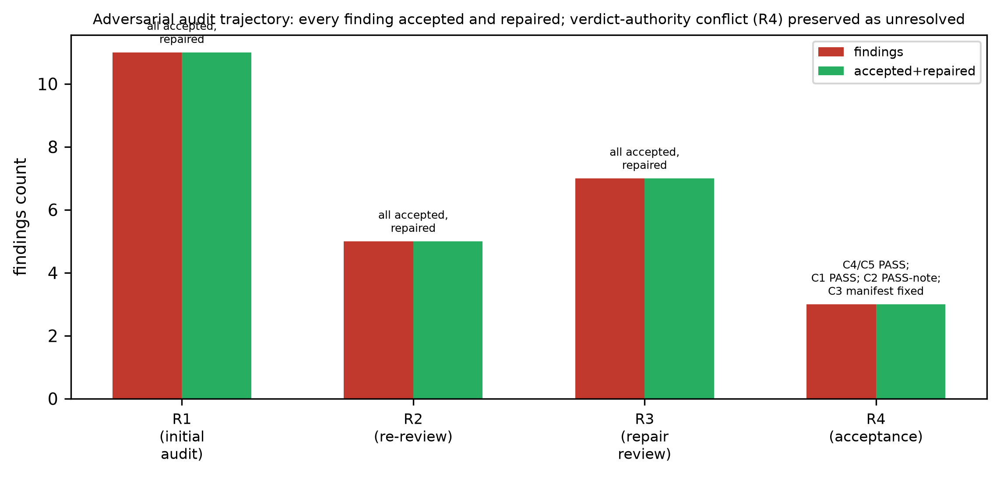 Adversarial audit trajectory: every finding accepted and repaired; verdict-authority conflict (R4) preserved as unresolved
all accepted,
repaired
findings
accepted+repaired
all accepted,
repaired
all accepted,
repaired
C4/C5 PASS;
C1 PASS; C2 PASS-note;
C3 manifest fixed
findings count
10
8
6
4
2
0
R1
(initial
audit)
R2
(re-review)
R3
(repair
review)
R4
(acceptance)